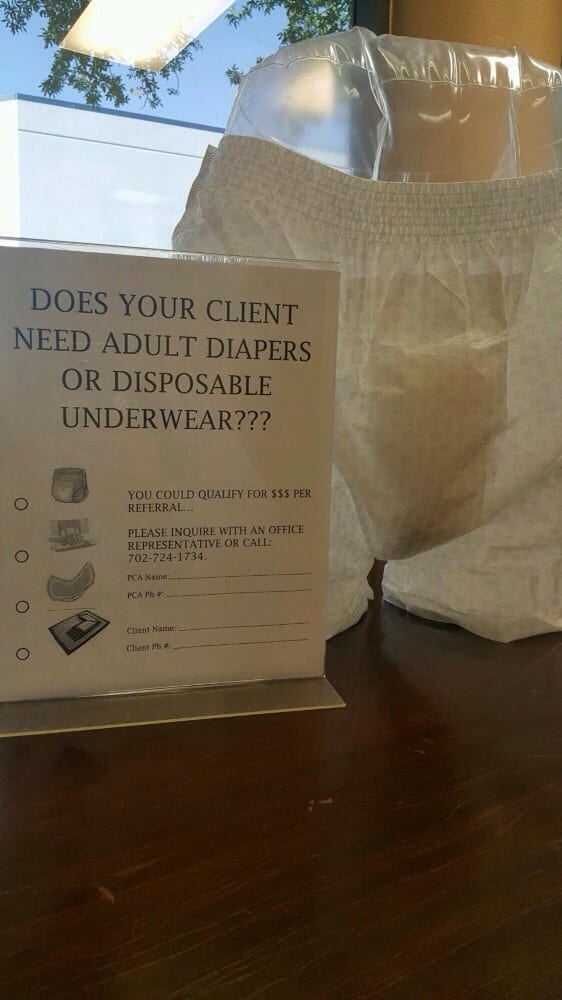 DOES YOUR CLIENT
NEED ADULT DIAPERS
OR DISPOSABLE
UNDERWEAR???
YOU COULD QUALIFY FOR $$$ PER
REFERRAL...
PLEASE INQUIRE WITH AN OFFICE
REPRESENTATIVE OR CALL:
702-724-1734.
PCA Name:
PCA Ph #:
Client Name:
Client Ph #: